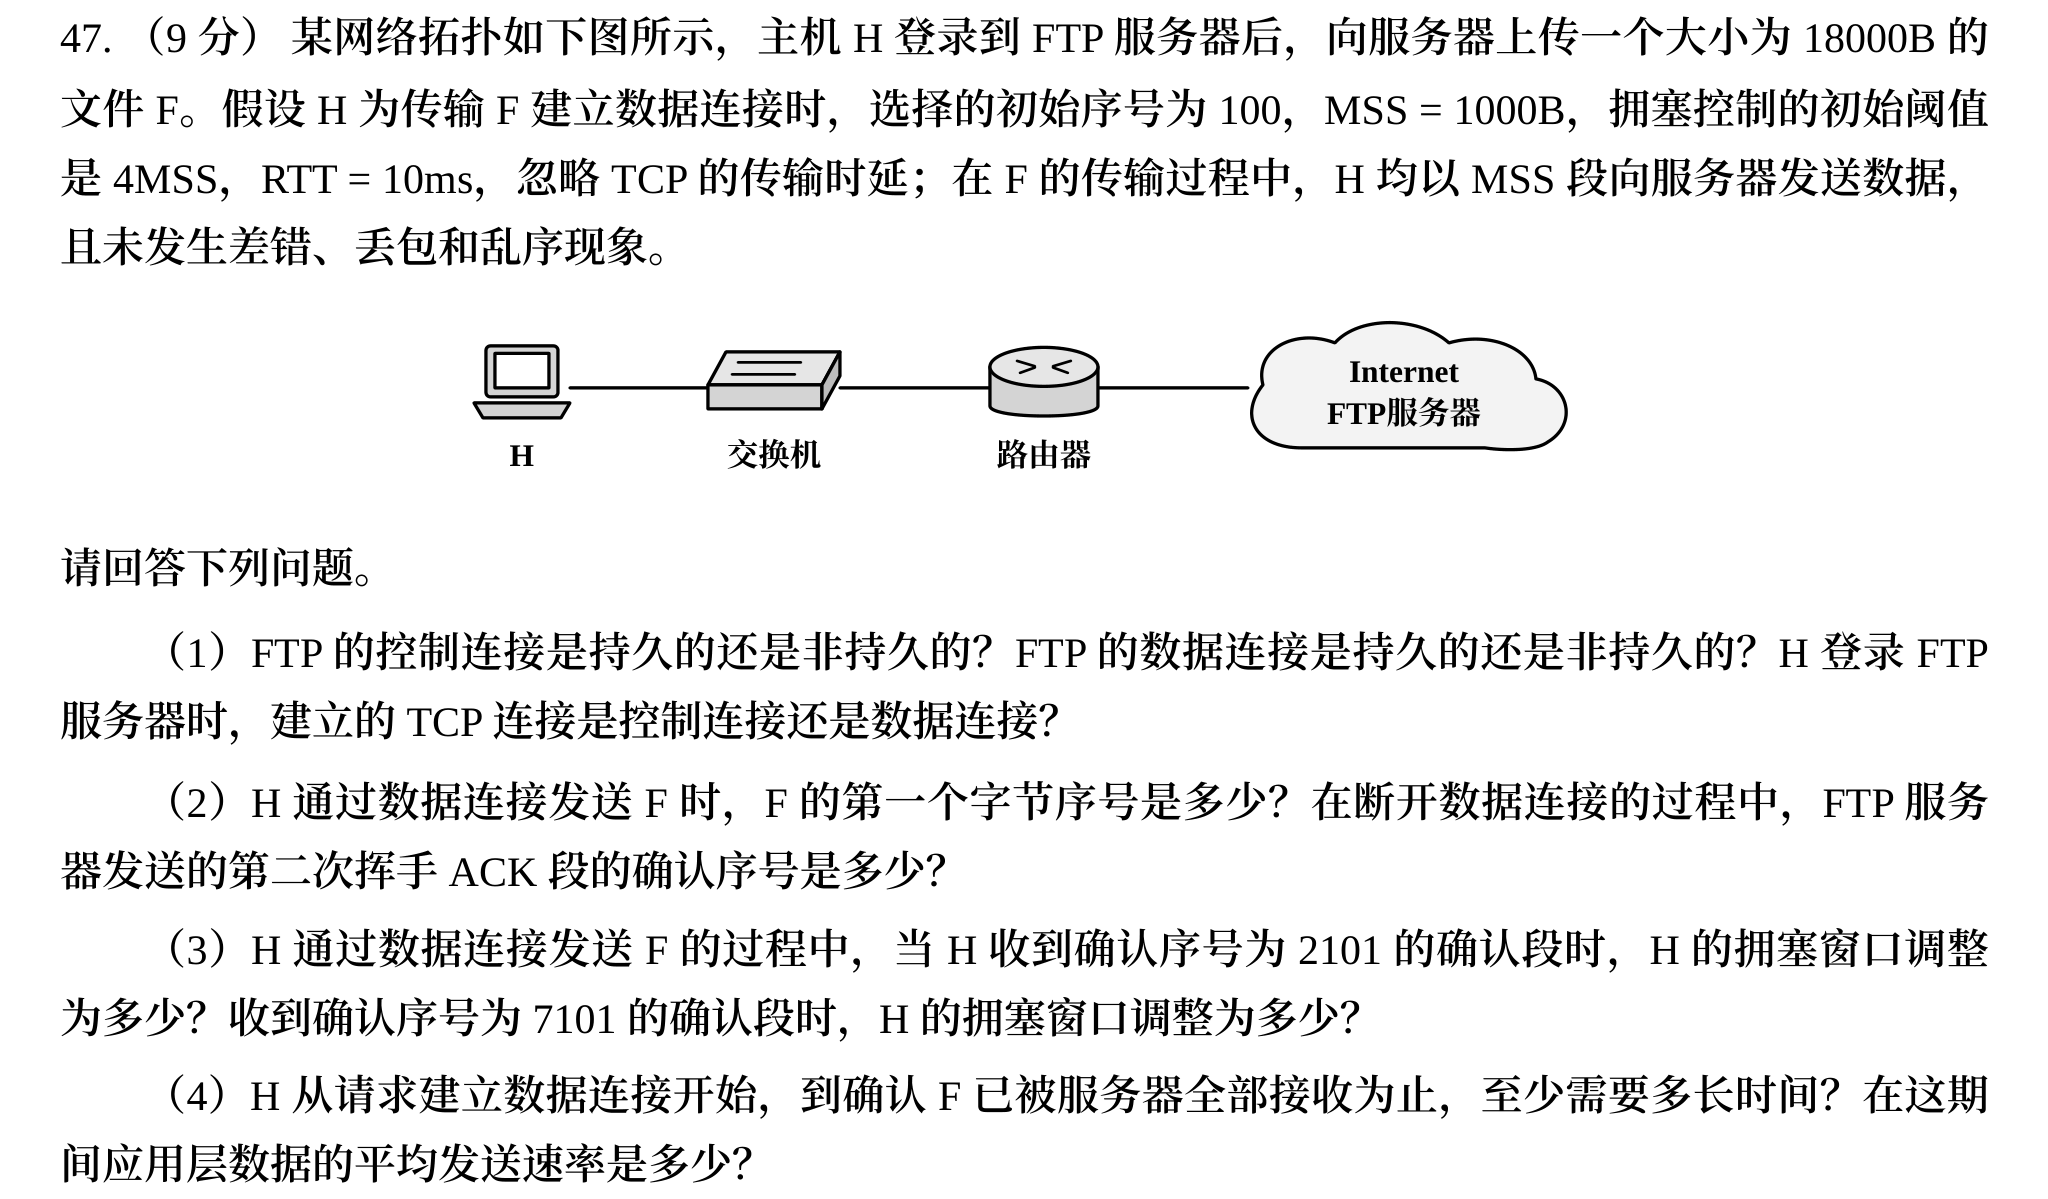 47. （9 分） 某网络拓扑如下图所示，主机 H 登录到 FTP 服务器后，向服务器上传一个大小为 18000B 的
文件 F。假设 H 为传输 F 建立数据连接时，选择的初始序号为 100，MSS = 1000B，拥塞控制的初始阈值
是 4MSS，RTT = 10ms，忽略 TCP 的传输时延；在 F 的传输过程中，H 均以 MSS 段向服务器发送数据，
且未发生差错、丢包和乱序现象。
Internet
FTP服务器
H
交换机
路由器
请回答下列问题。
（1）FTP 的控制连接是持久的还是非持久的？FTP 的数据连接是持久的还是非持久的？H 登录 FTP
服务器时，建立的 TCP 连接是控制连接还是数据连接？
（2）H 通过数据连接发送 F 时，F 的第一个字节序号是多少？在断开数据连接的过程中，FTP 服务
器发送的第二次挥手 ACK 段的确认序号是多少？
（3）H 通过数据连接发送 F 的过程中，当 H 收到确认序号为 2101 的确认段时，H 的拥塞窗口调整
为多少？收到确认序号为 7101 的确认段时，H 的拥塞窗口调整为多少？
（4）H 从请求建立数据连接开始，到确认 F 已被服务器全部接收为止，至少需要多长时间？在这期
间应用层数据的平均发送速率是多少？